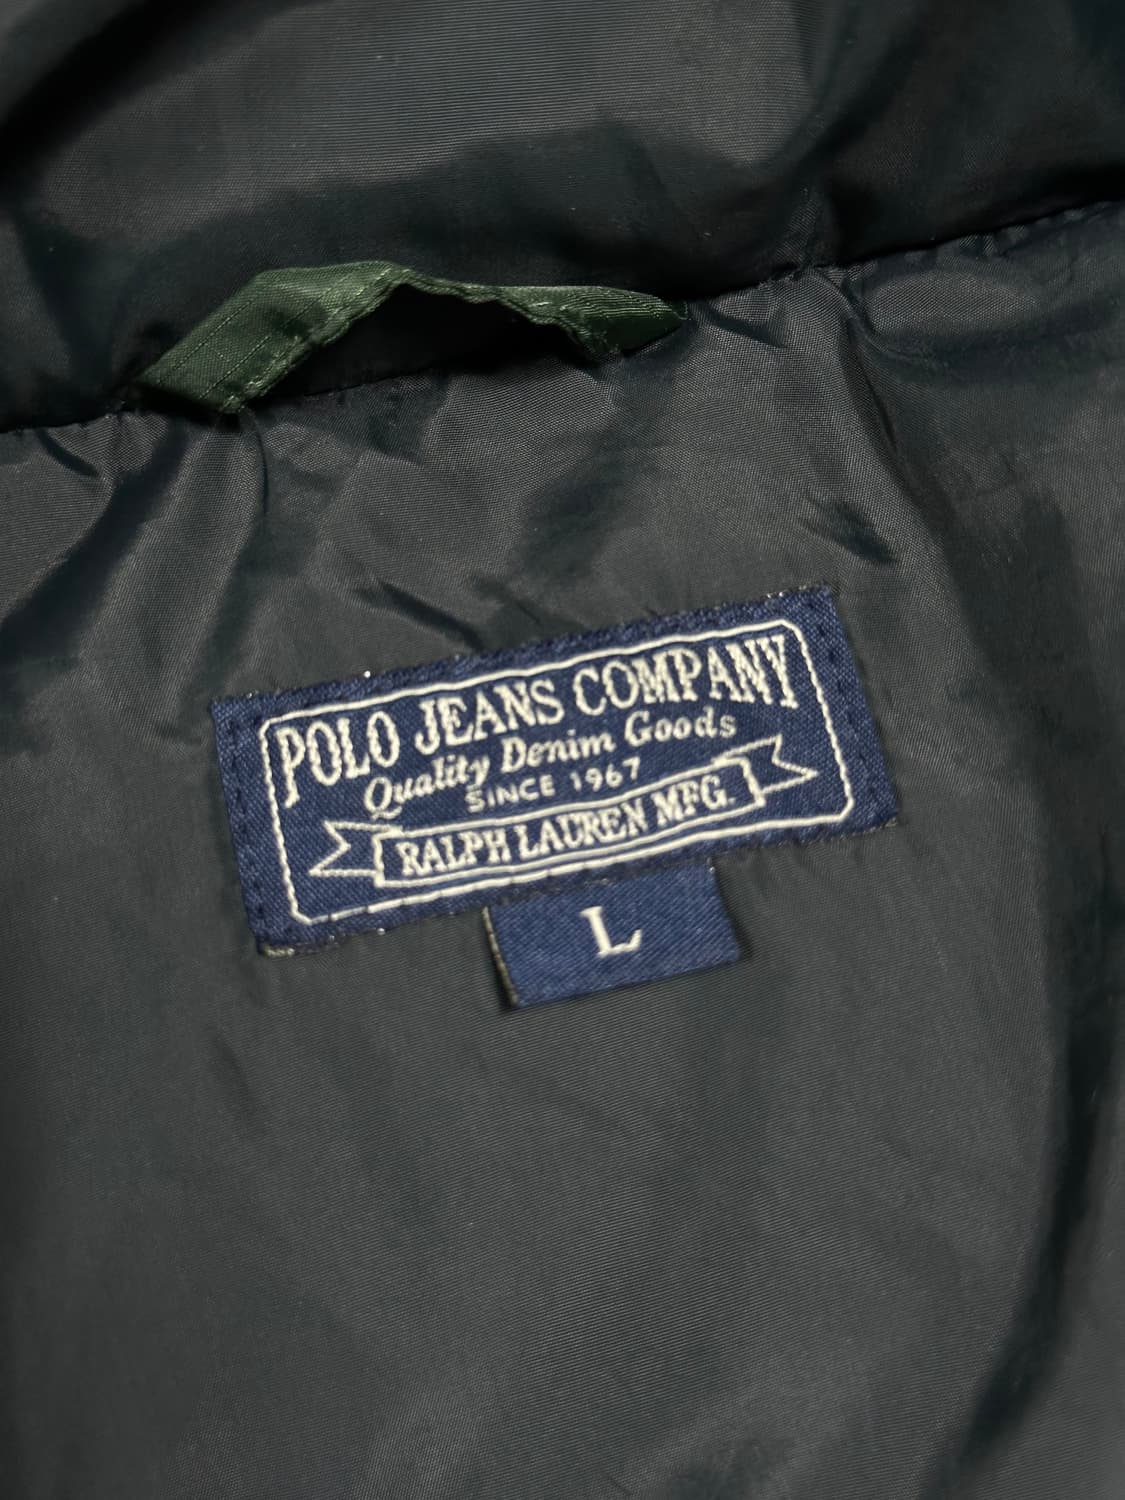 POLO JEANS COMPANY
Quality Denim Goods
SINCE 1967
RALPH LAUREN MFG.
L